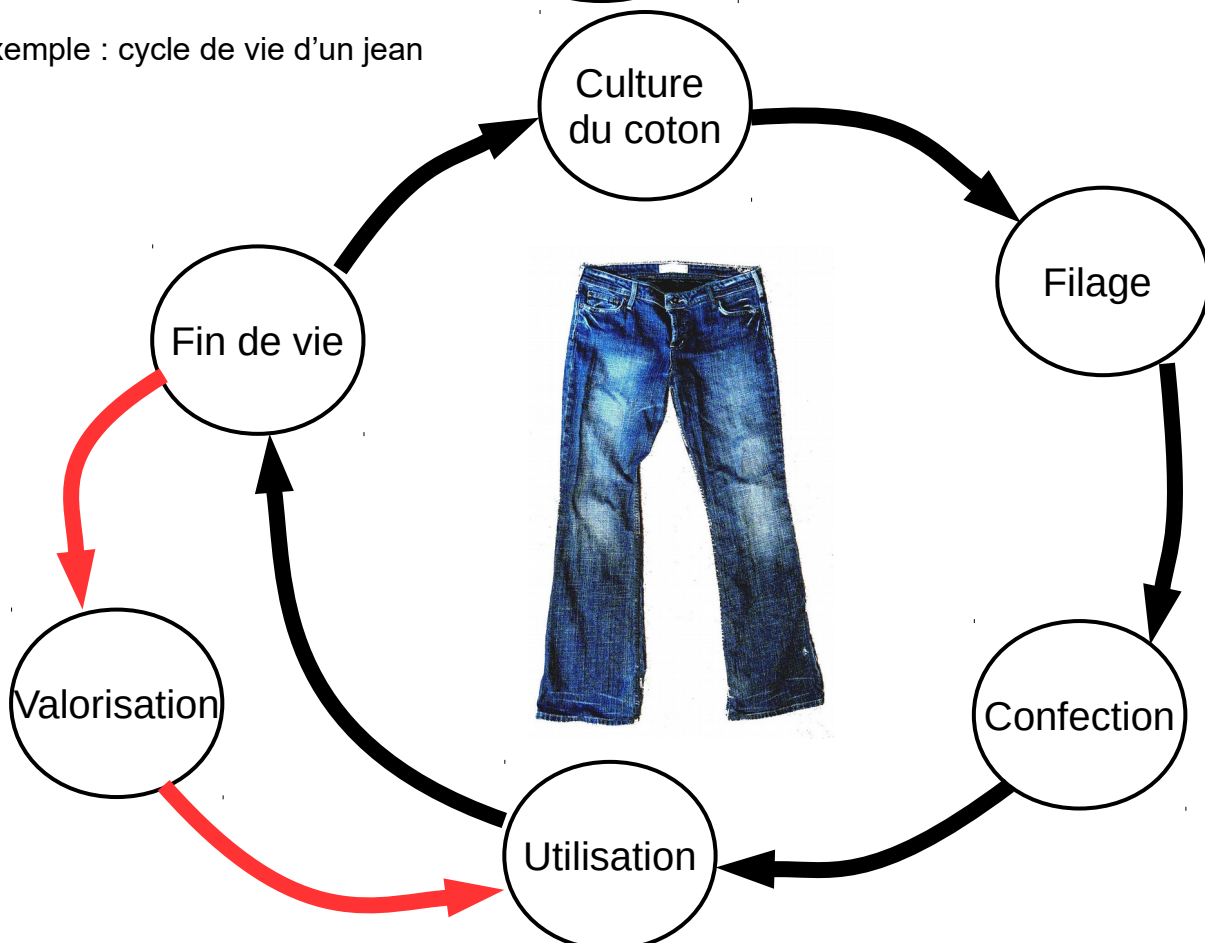 xemple : cycle de vie d’un jean
Culture
du coton
Filage
Fin de vie
Valorisation
Confection
Utilisation